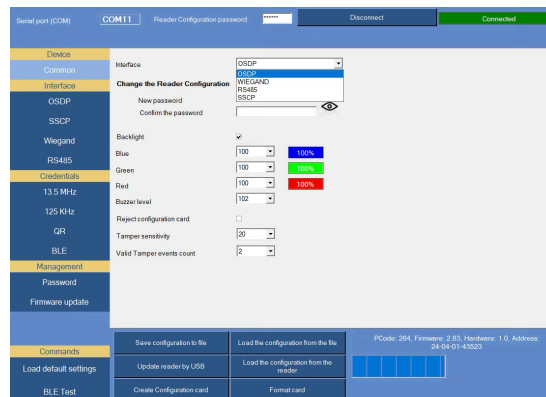 Serial port (COM) COM11 Reader Configuration password ****** Disconnect Connected
Device
Common
Interface
OSDP
SSCP
Wiegand
RS485
Credentials
13.5 MHz
125 KHz
QR
BLE
Management
Password
Firmware update
Commands
Load default settings
BLE Test
Interface OSDP
OSDP
WIEGAND
RS485
SSCP
Change the Reader Configuration
New password
Confirm the password
Backlight
Blue 100 100%
Green 100 100%
Red 100 100%
Buzzer level 102
Reject configuration card
Tamper sensitivity 20
Valid Tamper events count 2
Save configuration to file Load the configuration from the file
Update reader by USB Load the configuration from the
reader
Create Configuration card Format card
PCode: 264, Firmware: 2.83, Hardware: 1.0, Address:
24-04-01-43523